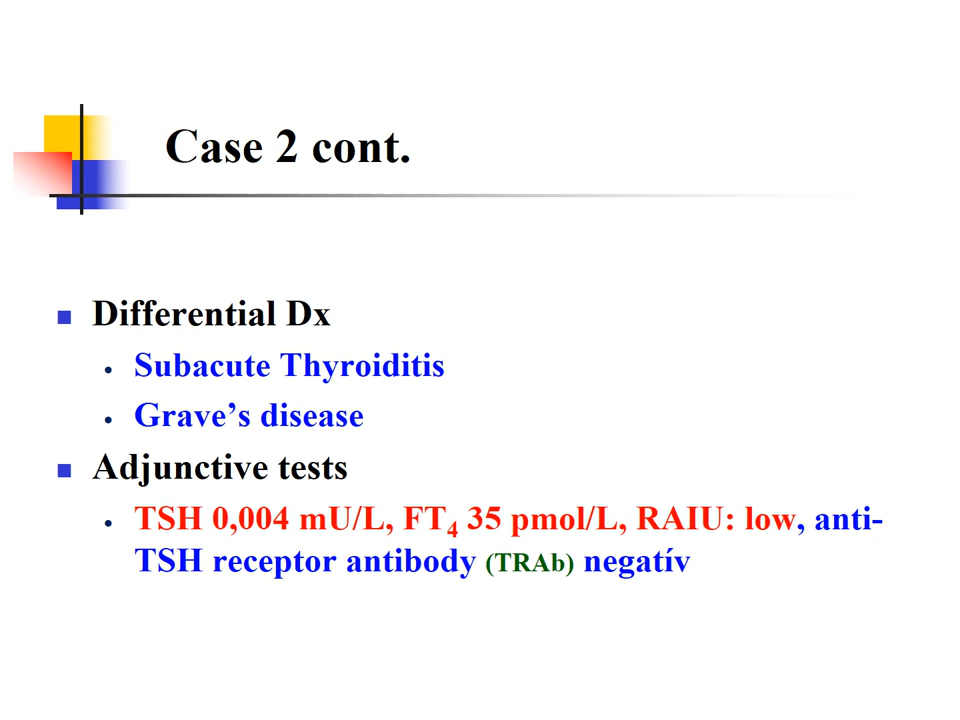 Case 2 cont.
Differential Dx
Subacute Thyroiditis
Grave’s disease
Adjunctive tests
TSH 0,004 mU/L, FT4 35 pmol/L, RAIU: low, anti-
TSH receptor antibody (TRAb) negatív